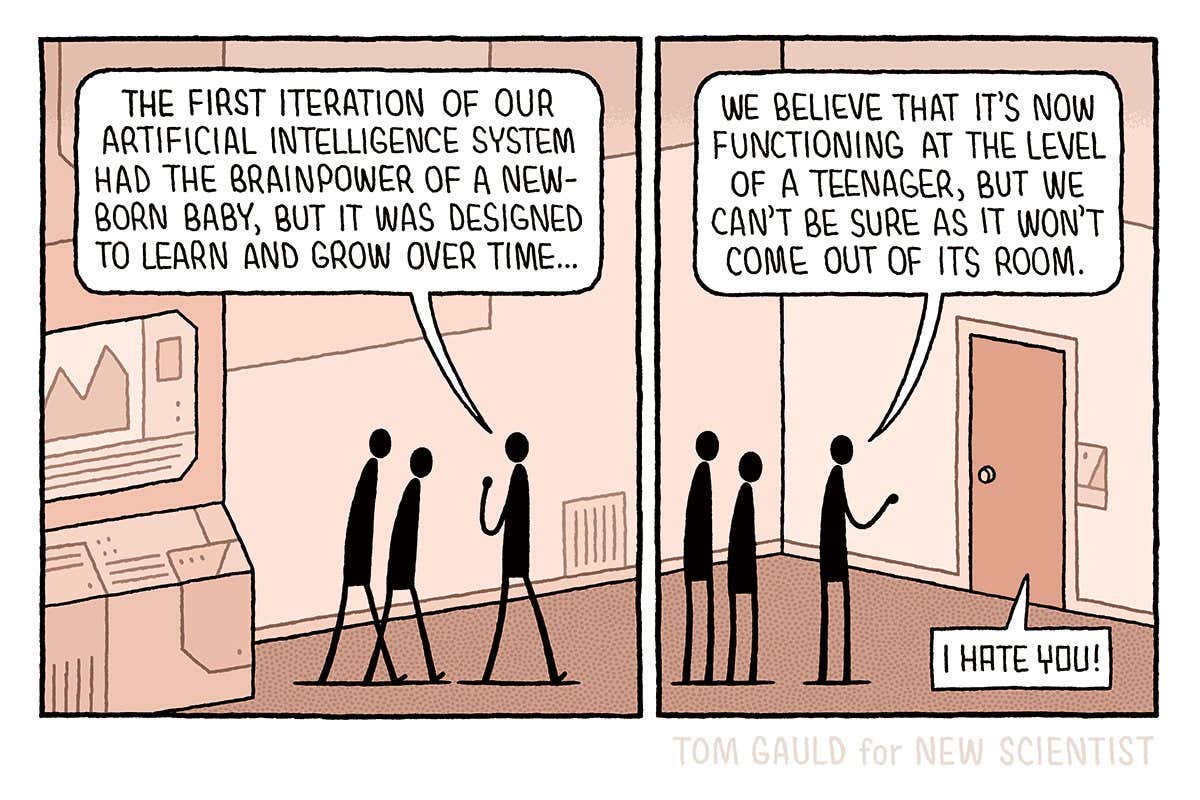 THE FIRST ITERATION OF OUR
ARTIFICIAL INTELLIGENCE SYSTEM
HAD THE BRAINPOWER OF A NEW-
BORN BABY, BUT IT WAS DESIGNED
TO LEARN AND GROW OVER TIME...
WE BELIEVE THAT IT'S NOW
FUNCTIONING AT THE LEVEL
OF A TEENAGER, BUT WE
CAN'T BE SURE AS IT WON'T
COME OUT OF ITS ROOM.
I HATE YOU!
TOM GAULD for NEW SCIENTIST